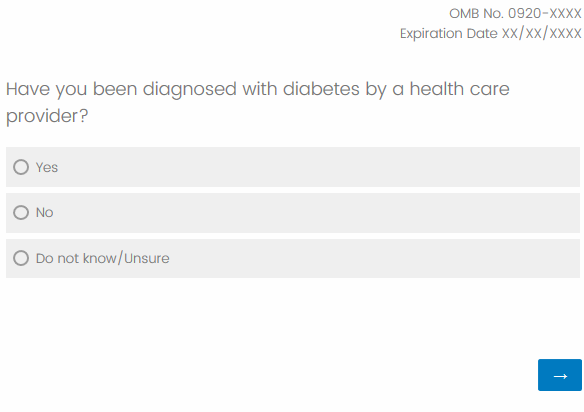 OMB No. 0920-XXXX
Expiration Date XX/XX/XXXX
Have you been diagnosed with diabetes by a health care
provider?
Yes
No
Do not know/Unsure
→